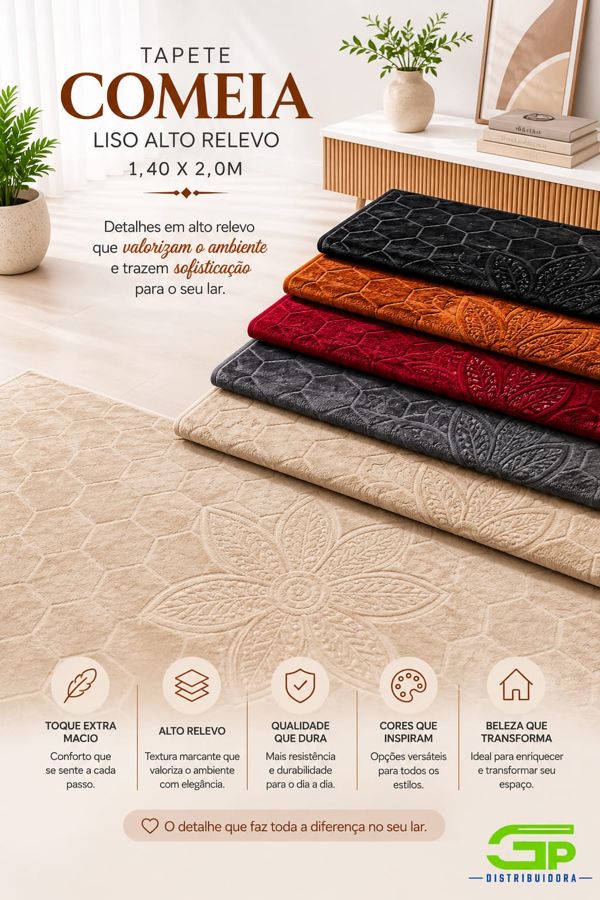 TAPETE
COMEIA
LISO ALTO RELEVO
1,40 X 2,0M
Detalhes em alto relevo
que valorizam o ambiente
e trazem sofisticação
para o seu lar.
TOQUE EXTRA
MACIO
Conforto que
se sente a cada
passo.
ALTO RELEVO
Textura marcante que
valoriza o ambiente
com elegância.
QUALIDADE
QUE DURA
Mais resistência
e durabilidade
para o dia a dia.
CORES QUE
INSPIRAM
Opções versáteis
para todos os
estilos.
BELEZA QUE
TRANSFORMA
Ideal para enriquecer
e transformar seu
espaço.
O detalhe que faz toda a diferença no seu lar.
GP
DISTRIBUIDORA